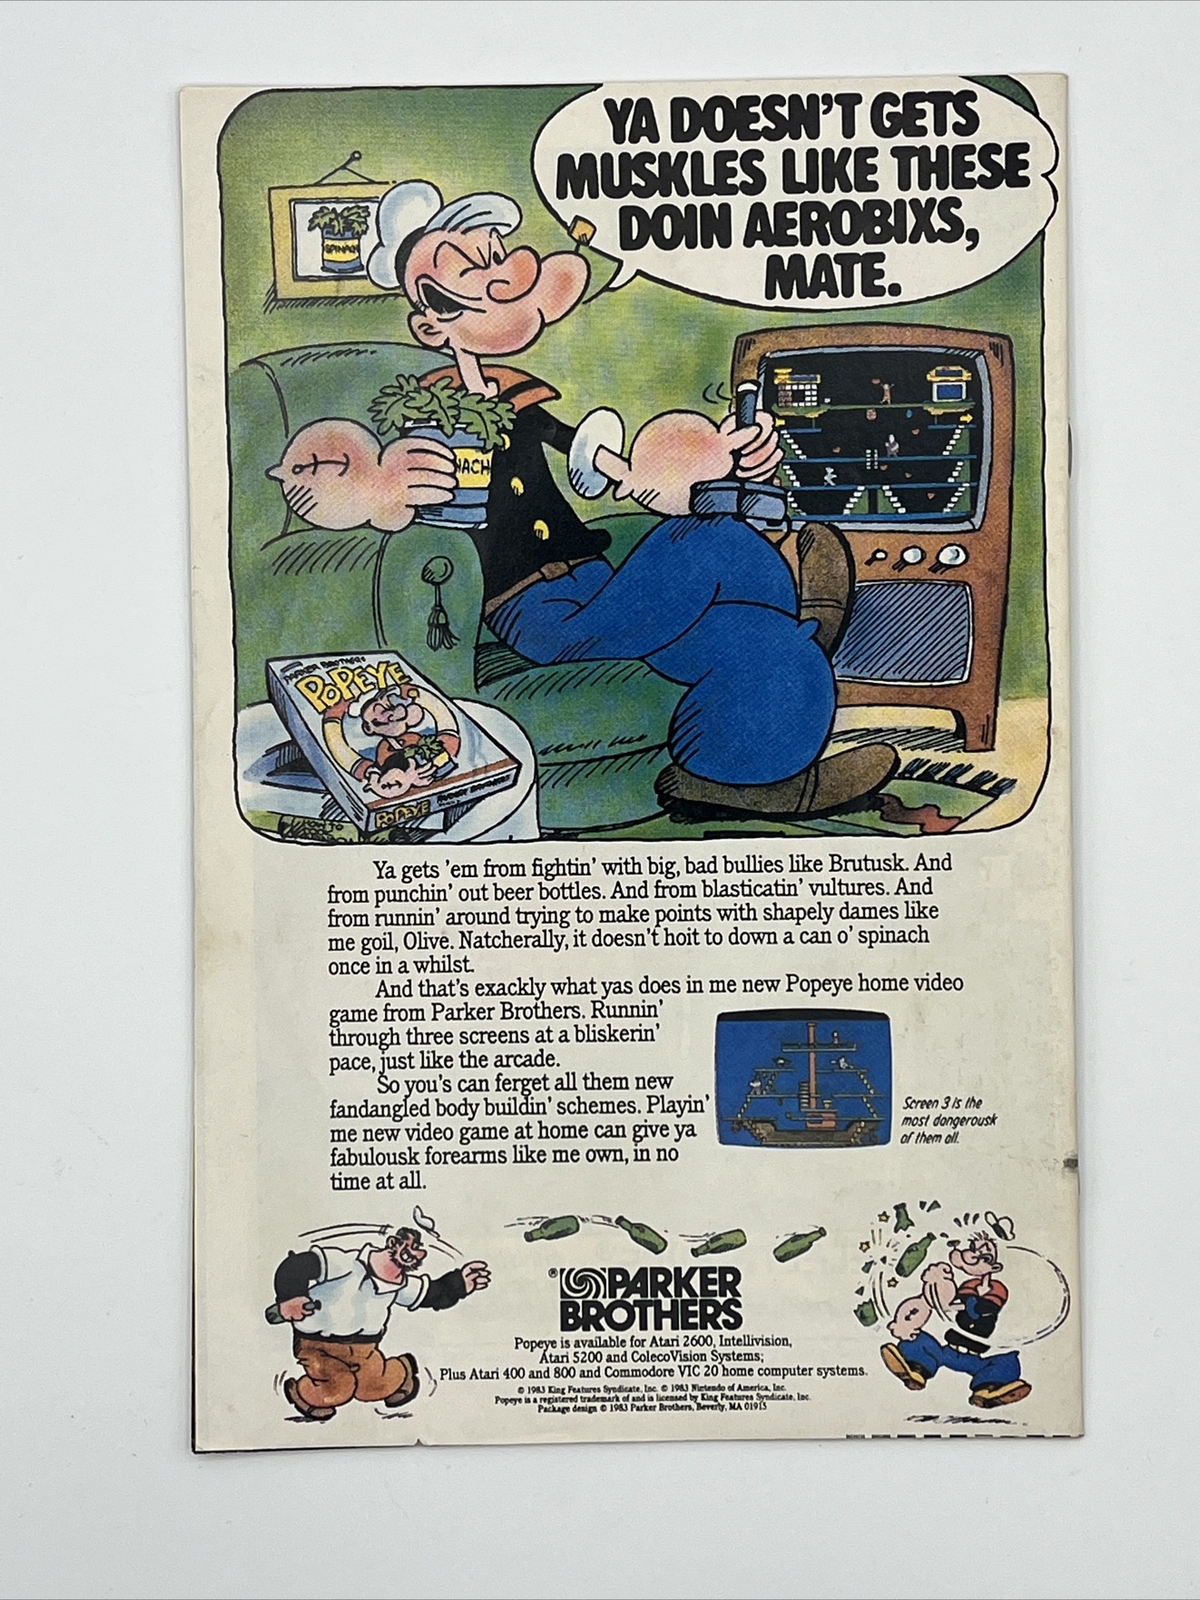 YA DOESN'T GETS
MUSKLES LIKE THESE
DOIN AEROBIXS,
MATE.
SPINACH
NACH
PARKER BROTHERS
POPEYE
POPEYE
PARKER BROTHERS
Ya gets 'em from fightin' with big, bad bullies like Brutusk. And
from punchin' out beer bottles. And from blasticatin' vultures. And
from runnin' around trying to make points with shapely dames like
me goil, Olive. Natcherally, it doesn't hoit to down a can o' spinach
once in a whilst.
And that's exackly what yas does in me new Popeye home video
game from Parker Brothers. Runnin'
through three screens at a bliskerin'
pace, just like the arcade.
So you's can ferget all them new
fandangled body buildin' schemes. Playin'
me new video game at home can give ya
fabulousk forearms like me own, in no
time at all.
Screen 3 is the
most dangerousk
of them all.
® PARKER
BROTHERS
Popeye is available for Atari 2600, Intellivision,
Atari 5200 and ColecoVision Systems;
Plus Atari 400 and 800 and Commodore VIC 20 home computer systems.
© 1983 King Features Syndicate, Inc. © 1983 Nintendo of America, Inc.
Popeye is a registered trademark of and is licensed by King Features Syndicate, Inc.
Package design © 1983 Parker Brothers, Beverly, MA 01915